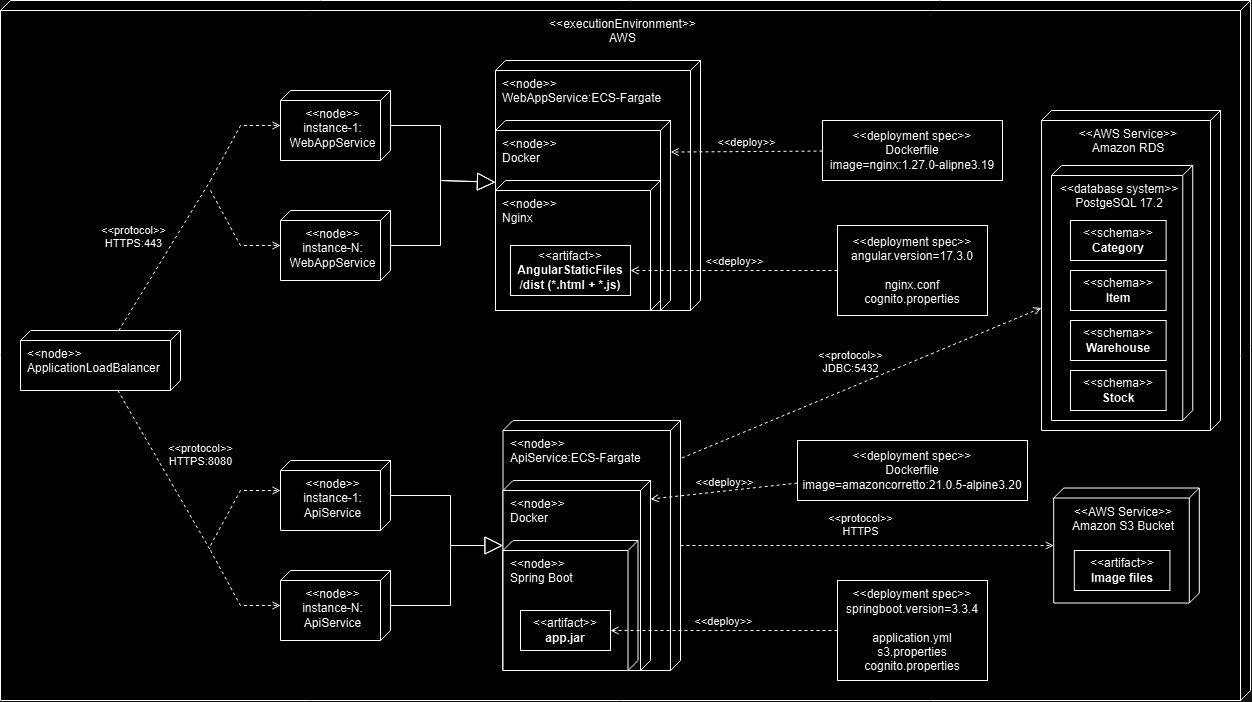 <<executionEnvironment>>
AWS
<<node>>
instance-1:
WebAppService
<<node>>
instance-N:
WebAppService
<<protocol>>
HTTPS:443
<<node>>
WebAppService:ECS-Fargate
<<node>>
Docker
<<node>>
Nginx
<<artifact>>
AngularStaticFiles
/dist (*.html + *.js)
<<deploy>>
<<deployment spec>>
Dockerfile
image=nginx:1.27.0-alipne3.19
<<deploy>>
<<deployment spec>>
angular.version=17.3.0
nginx.conf
cognito.properties
<<AWS Service>>
Amazon RDS
<<database system>>
PostgeSQL 17.2
<<schema>>
Category
<<schema>>
Item
<<schema>>
Warehouse
<<schema>>
Stock
<<node>>
ApplicationLoadBalancer
<<protocol>>
JDBC:5432
<<protocol>>
HTTPS:8080
<<node>>
instance-1:
ApiService
<<node>>
instance-N:
ApiService
<<node>>
ApiService:ECS-Fargate
<<node>>
Docker
<<node>>
Spring Boot
<<artifact>>
app.jar
<<deploy>>
<<deployment spec>>
Dockerfile
image=amazoncorretto:21.0.5-alpine3.20
<<protocol>>
HTTPS
<<AWS Service>>
Amazon S3 Bucket
<<artifact>>
Image files
<<deploy>>
<<deployment spec>>
springboot.version=3.3.4
application.yml
s3.properties
cognito.properties